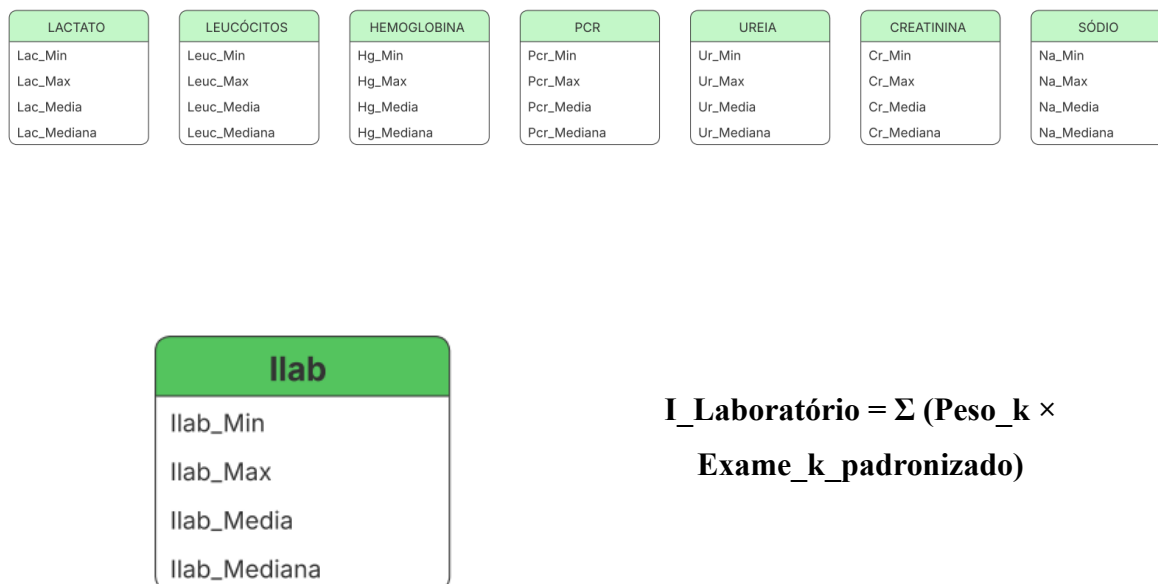 LACTATO
Lac_Min
Lac_Max
Lac_Media
Lac_Mediana
LEUCÓCITOS
Leuc_Min
Leuc_Max
Leuc_Media
Leuc_Mediana
HEMOGLOBINA
Hg_Min
Hg_Max
Hg_Media
Hg_Mediana
PCR
Pcr_Min
Pcr_Max
Pcr_Media
Pcr_Mediana
UREIA
Ur_Min
Ur_Max
Ur_Media
Ur_Mediana
CREATININA
Cr_Min
Cr_Max
Cr_Media
Cr_Mediana
SÓDIO
Na_Min
Na_Max
Na_Media
Na_Mediana
Ilab
Ilab_Min
Ilab_Max
Ilab_Media
Ilab_Mediana
I_Laboratório = Σ (Peso_k ×
Exame_k_padronizado)